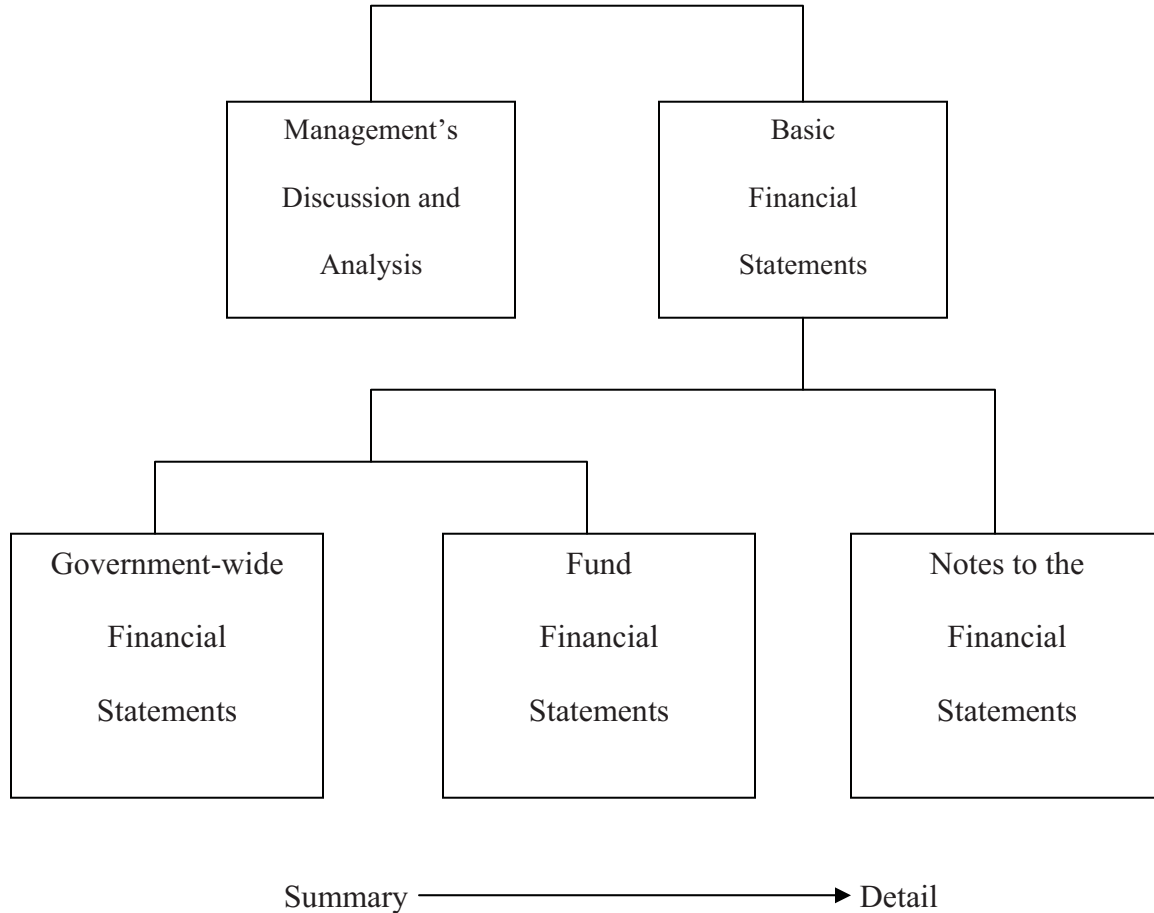 Management’s
Discussion and
Analysis
Basic
Financial
Statements
Government-wide
Financial
Statements
Fund
Financial
Statements
Notes to the
Financial
Statements
Summary
Detail